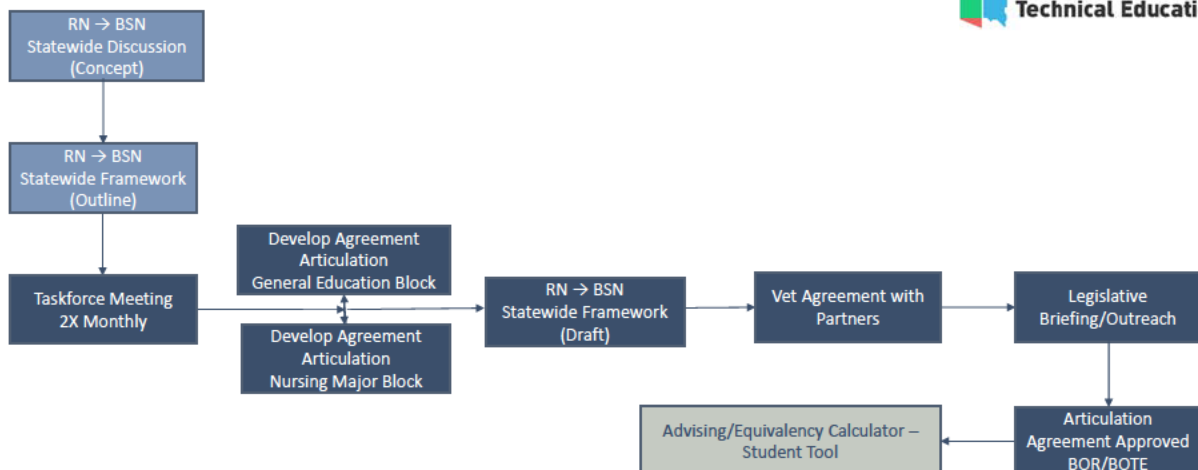 Technical Educati
RN → BSN
Statewide Discussion
(Concept)
RN → BSN
Statewide Framework
(Outline)
Taskforce Meeting
2X Monthly
Develop Agreement
Articulation
General Education Block
Develop Agreement
Articulation
Nursing Major Block
RN → BSN
Statewide Framework
(Draft)
Vet Agreement with
Partners
Legislative
Briefing/Outreach
Articulation
Agreement Approved
BOR/BOTE
Advising/Equivalency Calculator –
Student Tool